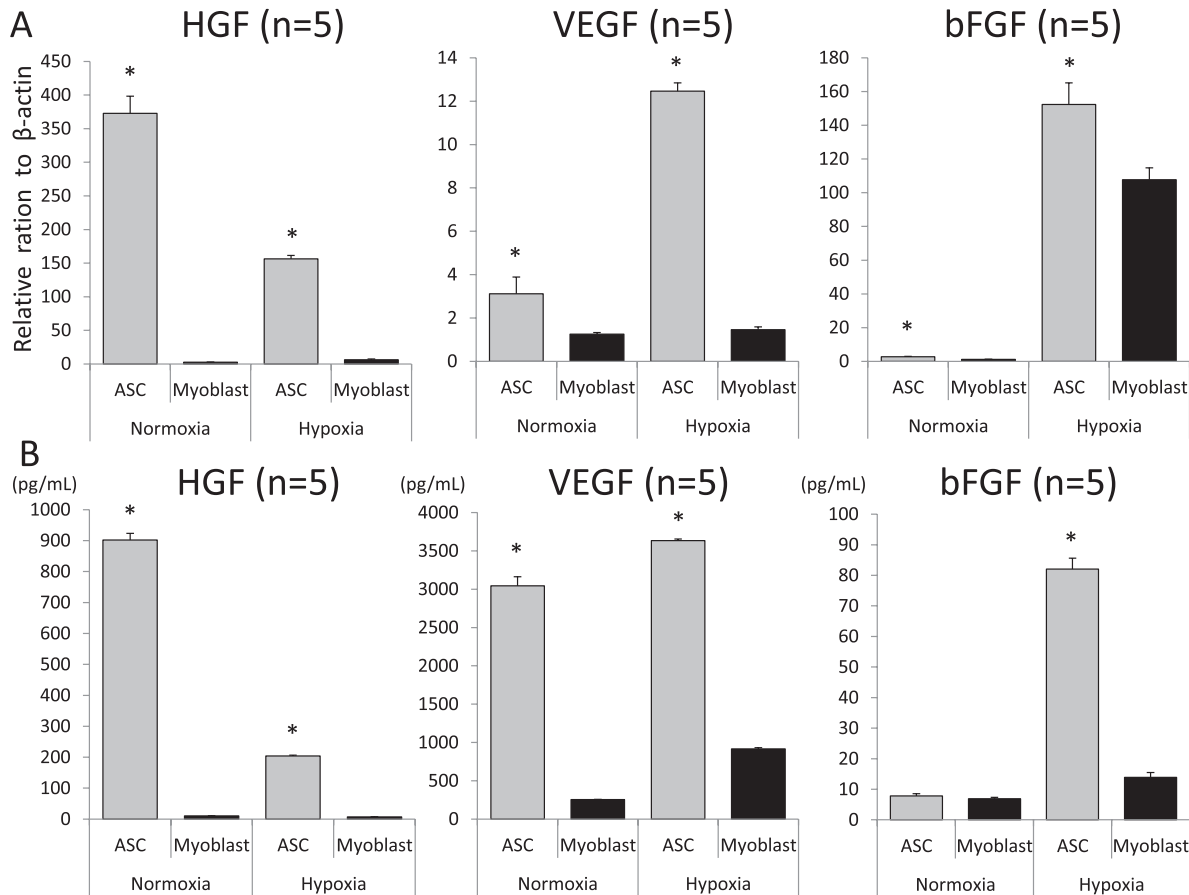 A
HGF (n=5)
VEGF (n=5)
bFGF (n=5)
Relative ration to β-actin
450
400
350
300
250
200
150
100
50
0
*
*
ASC Myoblast ASC Myoblast
Normoxia Hypoxia
14
12
10
8
6
4
2
0
*
*
ASC Myoblast ASC Myoblast
Normoxia Hypoxia
180
160
140
120
100
80
60
40
20
0
*
*
ASC Myoblast ASC Myoblast
Normoxia Hypoxia
B
(pg/mL)
HGF (n=5)
(pg/mL)
VEGF (n=5)
(pg/mL)
bFGF (n=5)
1000
900
800
700
600
500
400
300
200
100
0
*
*
ASC Myoblast ASC Myoblast
Normoxia Hypoxia
4000
3500
3000
2500
2000
1500
1000
500
0
*
*
ASC Myoblast ASC Myoblast
Normoxia Hypoxia
100
90
80
70
60
50
40
30
20
10
0
*
ASC Myoblast ASC Myoblast
Normoxia Hypoxia